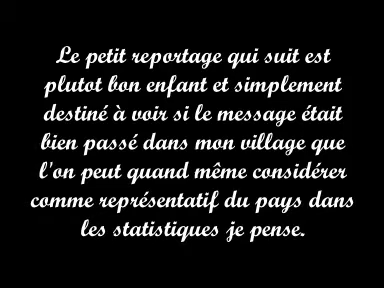 Le petit reportage qui suit est
plutot bon enfant et simplement
destiné à voir si le message était
bien passé dans mon village que
l'on peut quand même considérer
comme représentatif du pays dans
les statistiques je pense.